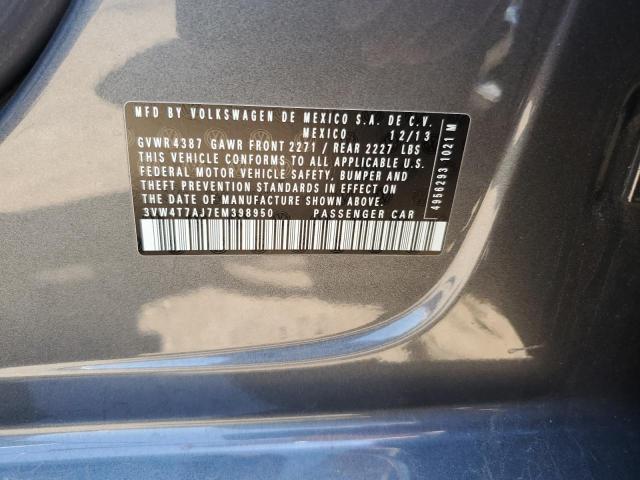 MFD BY VOLKSWAGEN DE MEXICO S.A. DE C.V.
MEXICO 12/13
GVWR 4387 GAWR FRONT 2271 / REAR 2227 LBS
THIS VEHICLE CONFORMS TO ALL APPLICABLE
FEDERAL MOTOR VEHICLE SAFETY, BUMPER AND
THEFT PREVENTION STANDARDS IN EFFECT ON
THE DATE OF MANUFACTURE SHOWN ABOVE
3VW4T7AJ7EM398950 PASSENGER CAR
4956293 1021 M